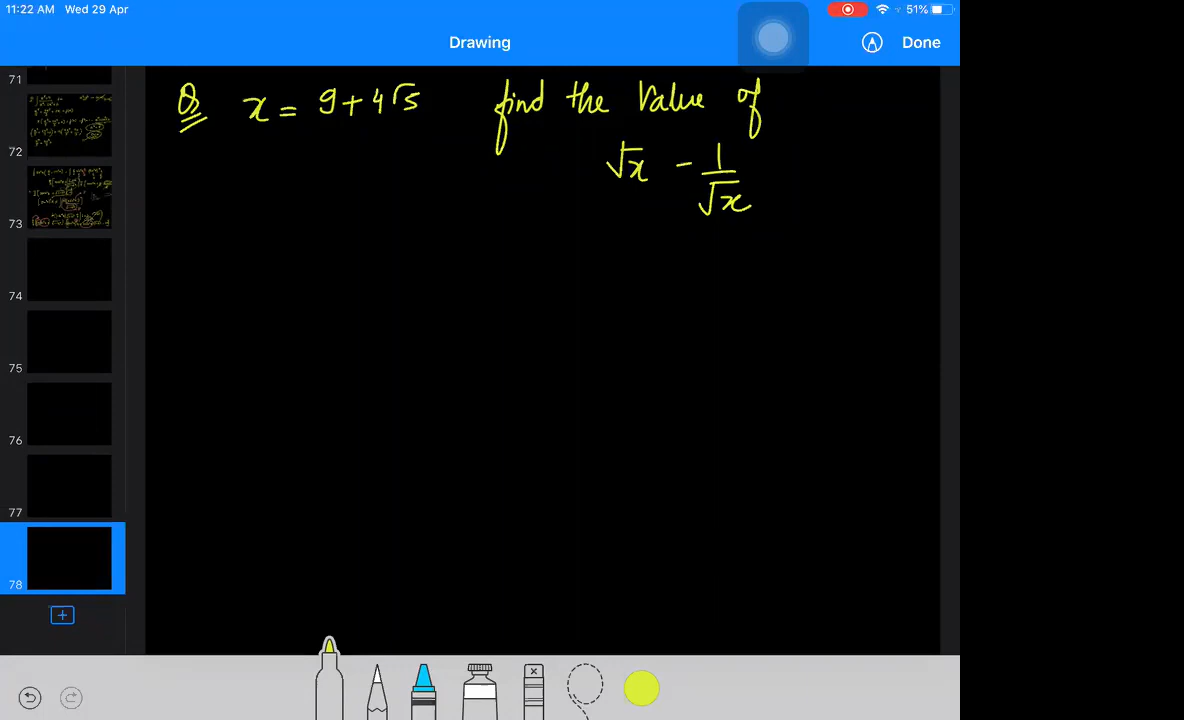 11:22 AM Wed 29 Apr
51%
Drawing
Done
71
72
73
74
75
76
77
78
Q x = 9 + 4√5 find the value of
√x - 1/√x